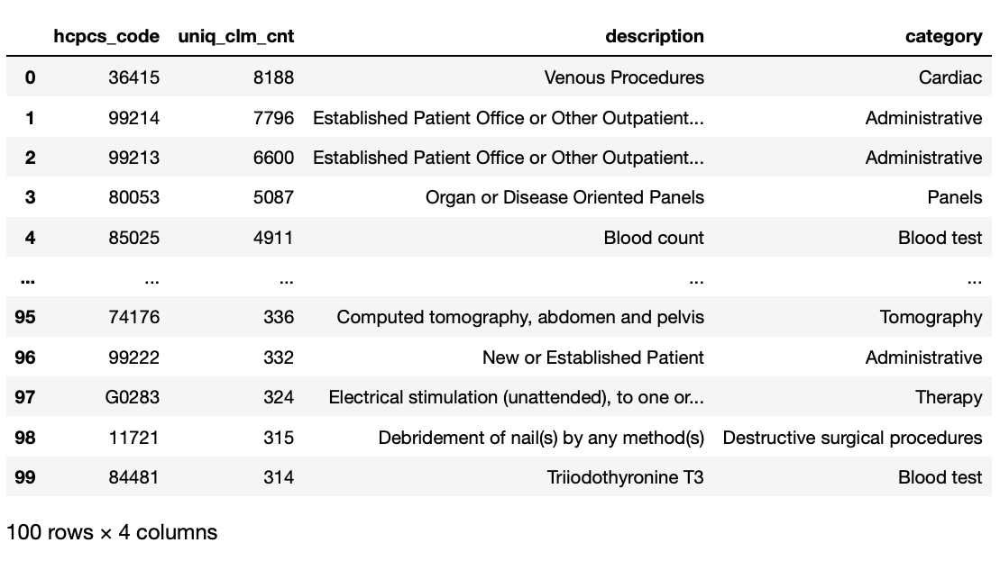 hcpcs_code uniq_clm_cnt description category
0 36415 8188 Venous Procedures Cardiac
1 99214 7796 Established Patient Office or Other Outpatient... Administrative
2 99213 6600 Established Patient Office or Other Outpatient... Administrative
3 80053 5087 Organ or Disease Oriented Panels Panels
4 85025 4911 Blood count Blood test
... ... ... ... ...
95 74176 336 Computed tomography, abdomen and pelvis Tomography
96 99222 332 New or Established Patient Administrative
97 G0283 324 Electrical stimulation (unattended), to one or... Therapy
98 11721 315 Debridement of nail(s) by any method(s) Destructive surgical procedures
99 84481 314 Triiodothyronine T3 Blood test
100 rows × 4 columns